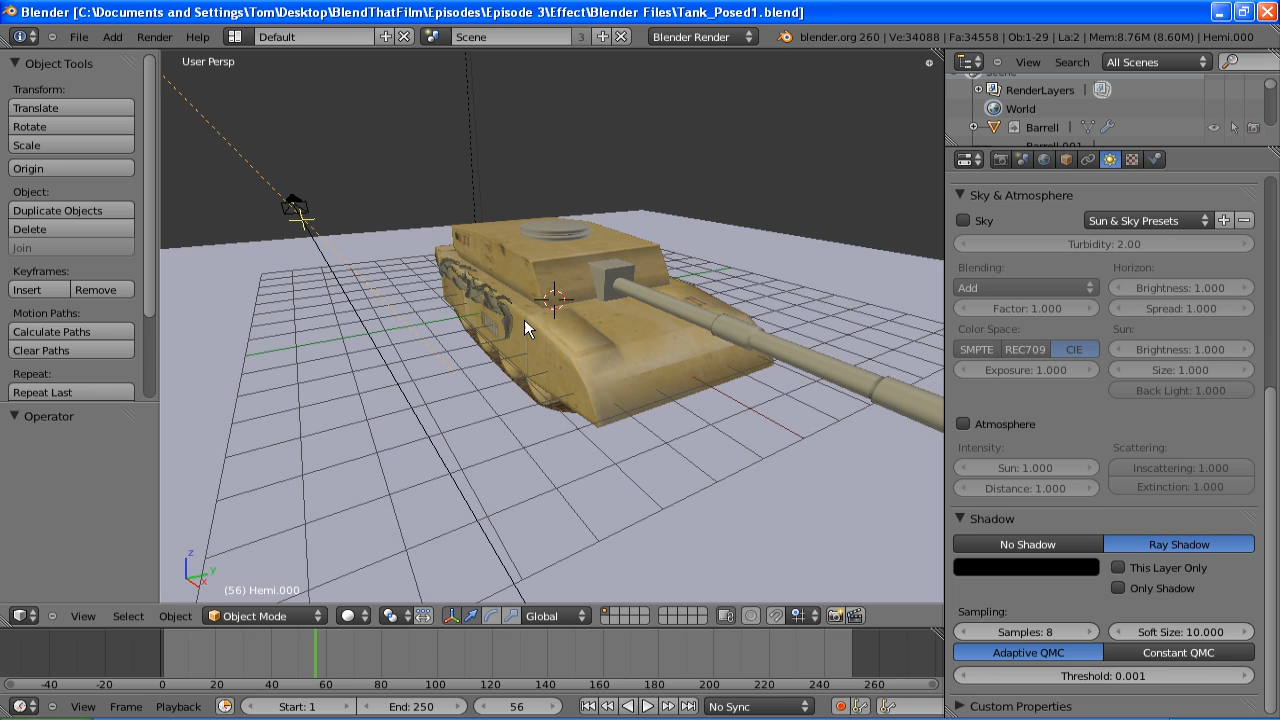 Blender [C:\Documents and Settings\Tom\Desktop\BlendThatFilm\Episodes\Episode 3\Effect\Blender Files\Tank_Posed1.blend]
File Add Render Help Default Scene 3 Blender Render blender.org 260 | Ve:34088 | Fa:34558 | Ob:1-29 | La:2 | Mem:8.76M (8.60M) | Hemi.000
Object Tools
Transform:
Translate
Rotate
Scale
Origin
Object:
Duplicate Objects
Delete
Join
Keyframes:
Insert Remove
Motion Paths:
Calculate Paths
Clear Paths
Repeat:
Repeat Last
Operator
User Persp
z
y
x
(56) Hemi.000
View Search All Scenes
Scene
RenderLayers |
World
Barrell |
Barrell.001
Sky & Atmosphere
Sky Sun & Sky Presets
Turbidity: 2.00
Blending: Horizon:
Add Brightness: 1.000
Factor: 1.000 Spread: 1.000
Color Space: Sun:
SMPTE REC709 CIE Brightness: 1.000
Exposure: 1.000 Size: 1.000
Back Light: 1.000
Atmosphere
Intensity: Scattering:
Sun: 1.000 Inscattering: 1.000
Distance: 1.000 Extinction: 1.000
Shadow
No Shadow Ray Shadow
This Layer Only
Only Shadow
Sampling:
Samples: 8 Soft Size: 10.000
Adaptive QMC Constant QMC
Threshold: 0.001
Custom Properties
View Select Object Object Mode Global
-40 -20 0 20 40 60 80 100 120 140 160 180 200 220 240 260
View Frame Playback Start: 1 End: 250 56 No Sync